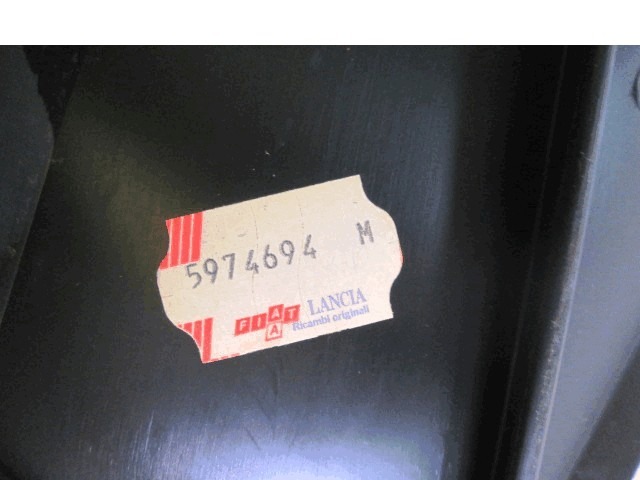 5974694 M
FIAT LANCIA
A Ricambi originali